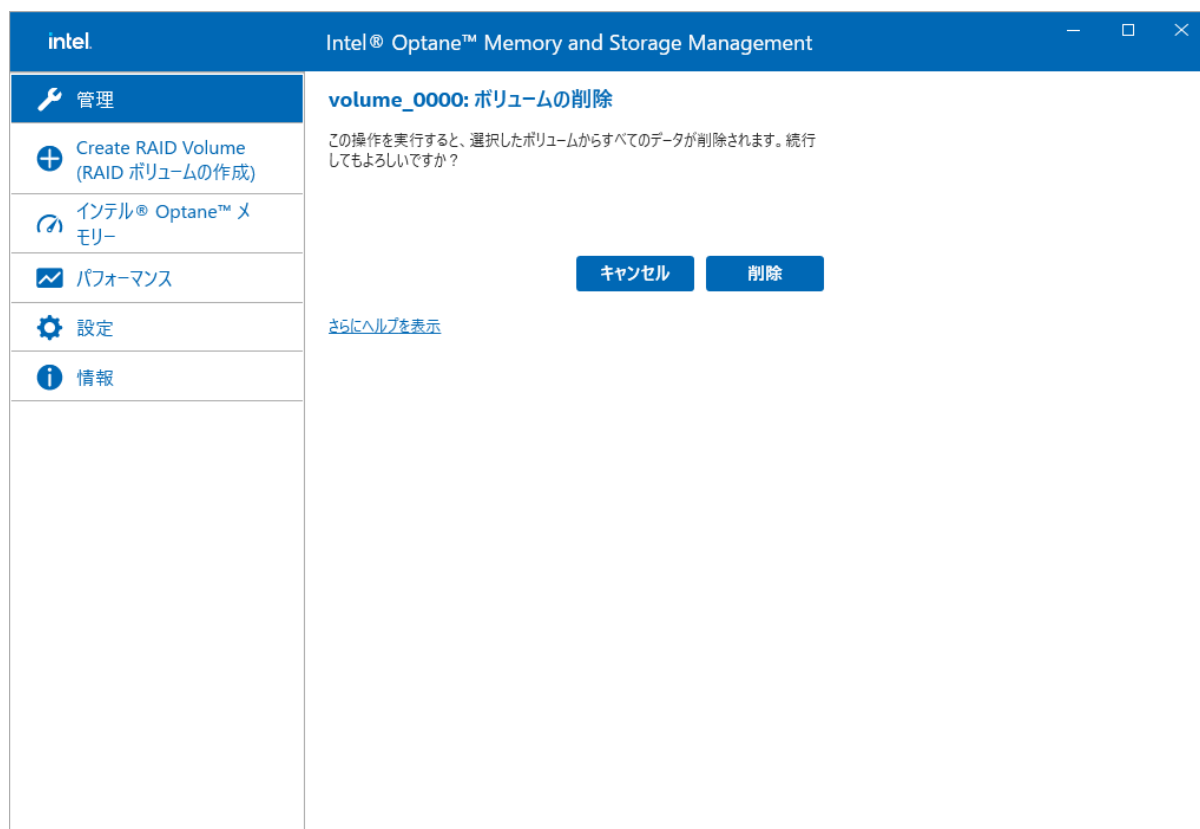 intel.
Intel® Optane™ Memory and Storage Management
管理
Create RAID Volume
(RAID ボリュームの作成)
インテル® Optane™ メ
モリー
パフォーマンス
設定
情報
volume_0000: ボリュームの削除
この操作を実行すると、選択したボリュームからすべてのデータが削除されます。続行
してもよろしいですか？
キャンセル
削除
さらにヘルプを表示